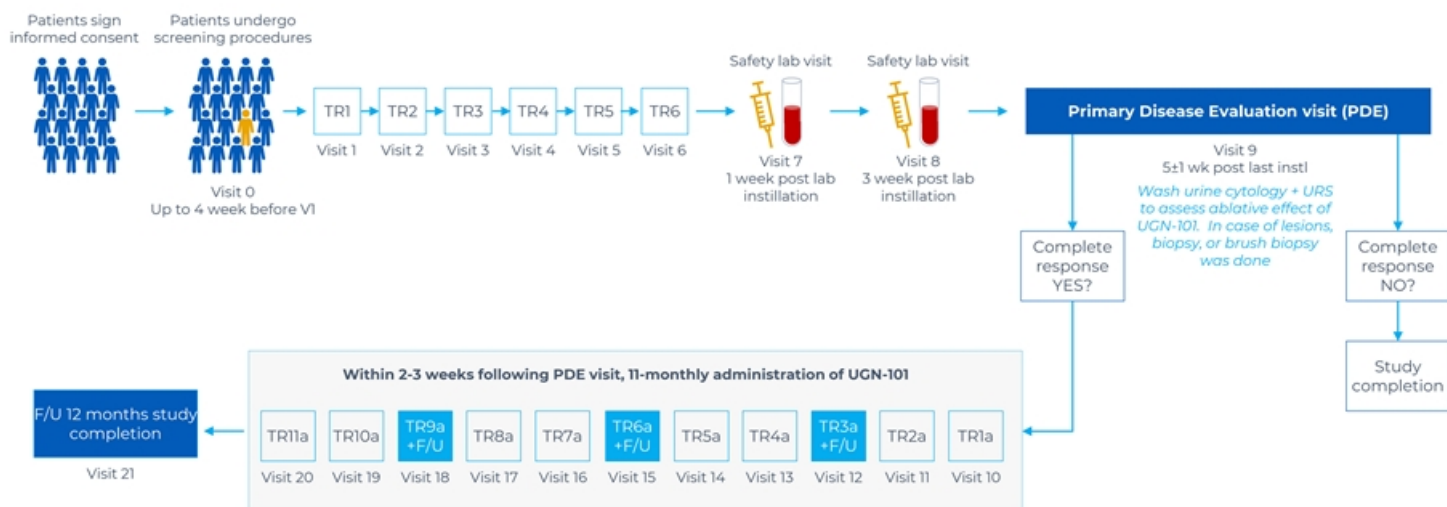 Patients sign
informed consent
Patients undergo
screening procedures
Visit 0
Up to 4 week before V1
TR1
TR2
TR3
TR4
TR5
TR6
Visit 1
Visit 2
Visit 3
Visit 4
Visit 5
Visit 6
Safety lab visit
Visit 7
1 week post lab
instillation
Safety lab visit
Visit 8
3 week post lab
instillation
Primary Disease Evaluation visit (PDE)
Visit 9
5±1 wk post last instl
Wash urine cytology + URS
to assess ablative effect of
UGN-101. In case of lesions,
biopsy, or brush biopsy
was done
Complete
response
YES?
Complete
response
NO?
Study
completion
Within 2-3 weeks following PDE visit, 11-monthly administration of UGN-101
TR11a
TR10a
TR9a
+F/U
TR8a
TR7a
TR6a
+F/U
TR5a
TR4a
TR3a
+F/U
TR2a
TR1a
Visit 20
Visit 19
Visit 18
Visit 17
Visit 16
Visit 15
Visit 14
Visit 13
Visit 12
Visit 11
Visit 10
F/U 12 months study
completion
Visit 21